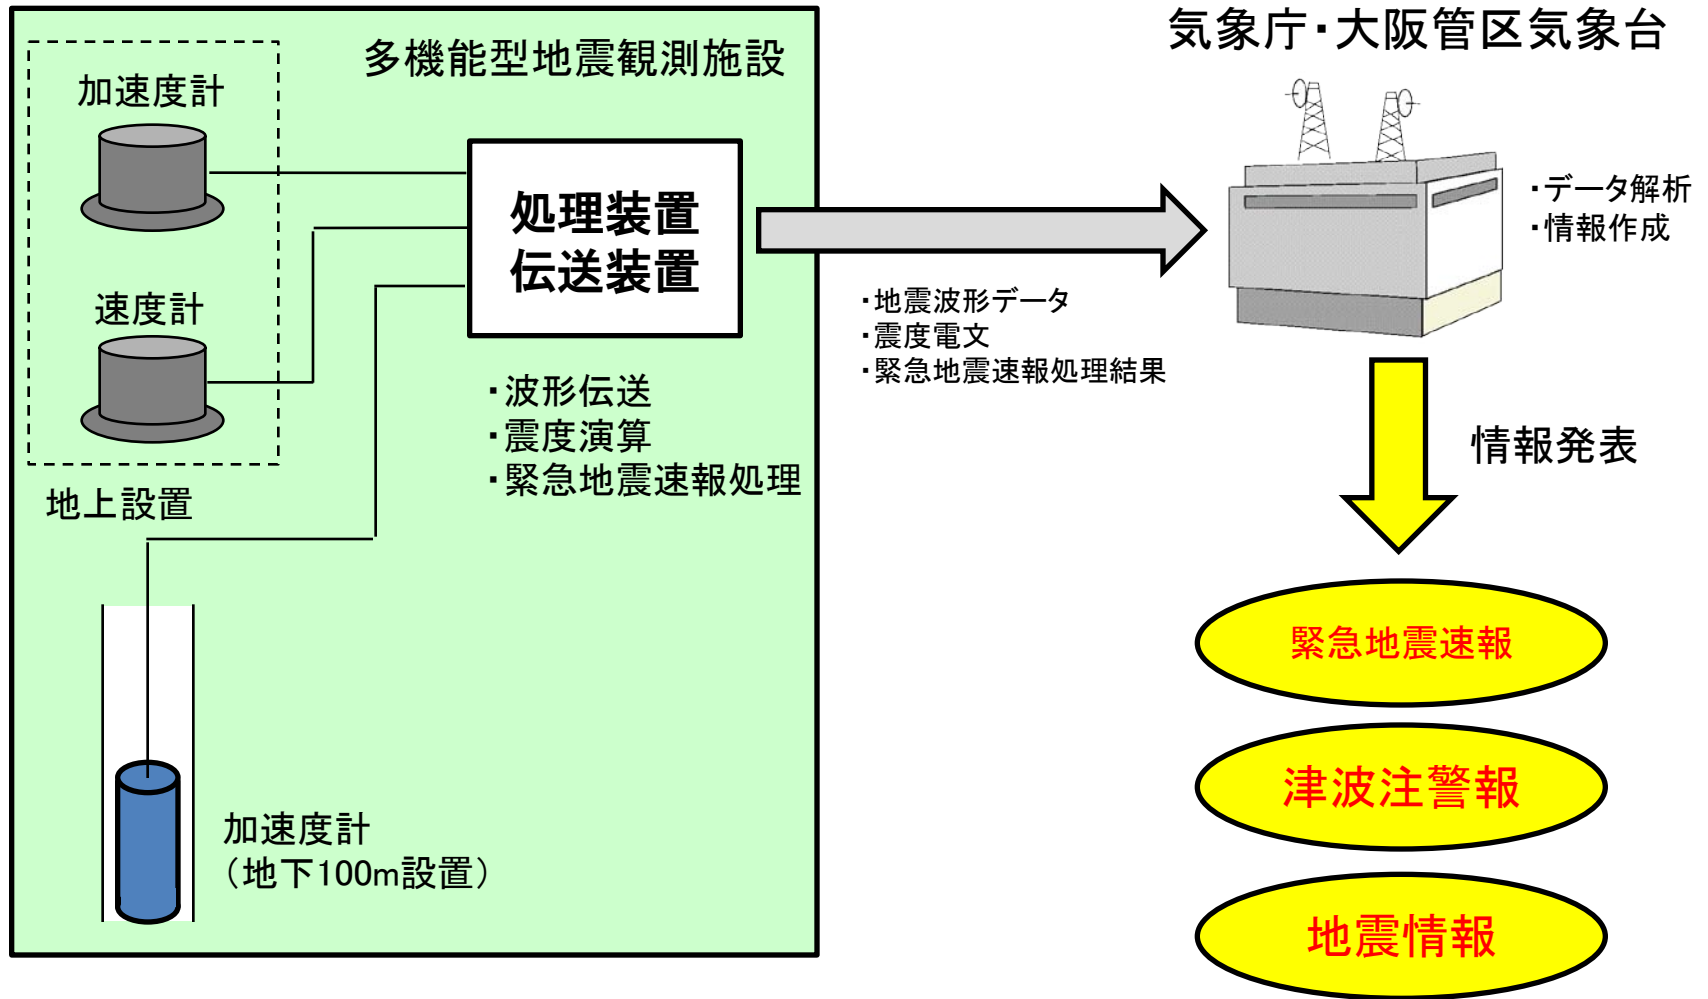 多機能型地震観測施設
加速度計
速度計
地上設置
処理装置
伝送装置
・波形伝送
・震度演算
・緊急地震速報処理
加速度計
（地下100m設置）
・地震波形データ
・震度電文
・緊急地震速報処理結果
気象庁・大阪管区気象台
・データ解析
・情報作成
情報発表
緊急地震速報
津波注警報
地震情報